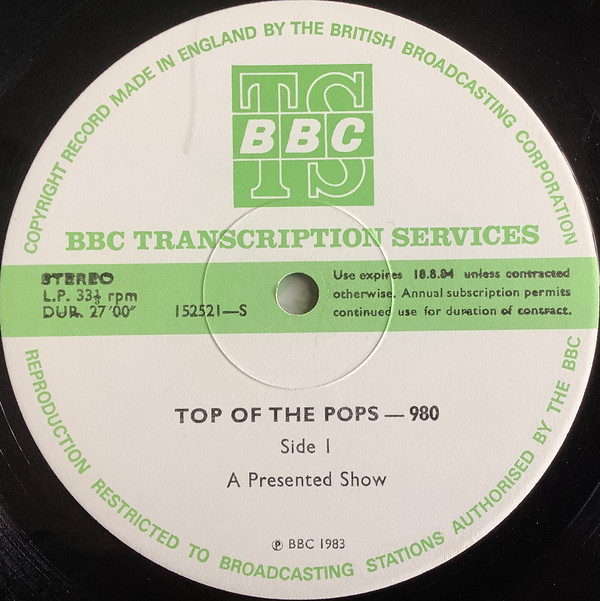 COPYRIGHT RECORD MADE IN ENGLAND BY THE BRITISH BROADCASTING CORPORATION
TS
BBC
BBC TRANSCRIPTION SERVICES
STEREO
L.P. 33⅓ rpm
DUR. 27'00"
152521—S
Use expires 18.8.84 unless contracted
otherwise. Annual subscription permits
continued use for duration of contract.
TOP OF THE POPS — 980
Side 1
A Presented Show
℗ BBC 1983
REPRODUCTION RESTRICTED TO BROADCASTING STATIONS AUTHORISED BY THE BBC